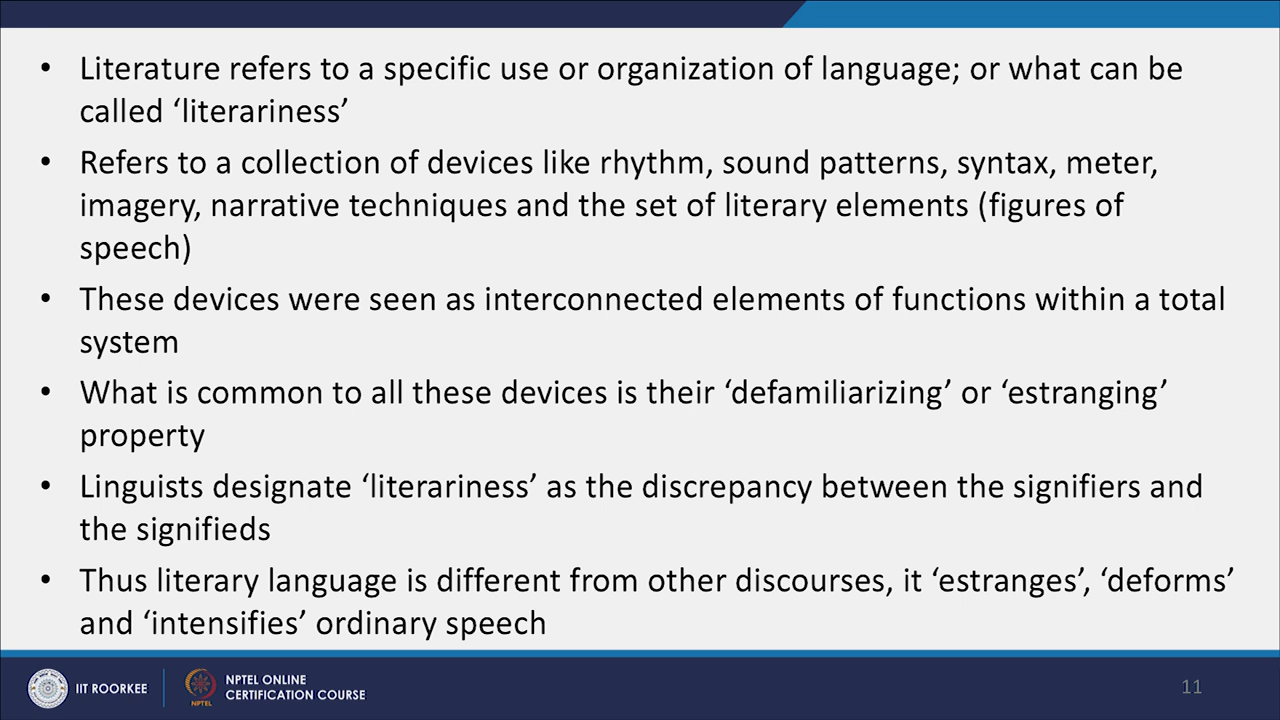 • Literature refers to a specific use or organization of language; or what can be
called ‘literariness’
• Refers to a collection of devices like rhythm, sound patterns, syntax, meter,
imagery, narrative techniques and the set of literary elements (figures of
speech)
• These devices were seen as interconnected elements of functions within a total
system
• What is common to all these devices is their ‘defamiliarizing’ or ‘estranging’
property
• Linguists designate ‘literariness’ as the discrepancy between the signifiers and
the signifieds
• Thus literary language is different from other discourses, it ‘estranges’, ‘deforms’
and ‘intensifies’ ordinary speech
IIT ROORKEE
NPTEL
NPTEL ONLINE
CERTIFICATION COURSE
11